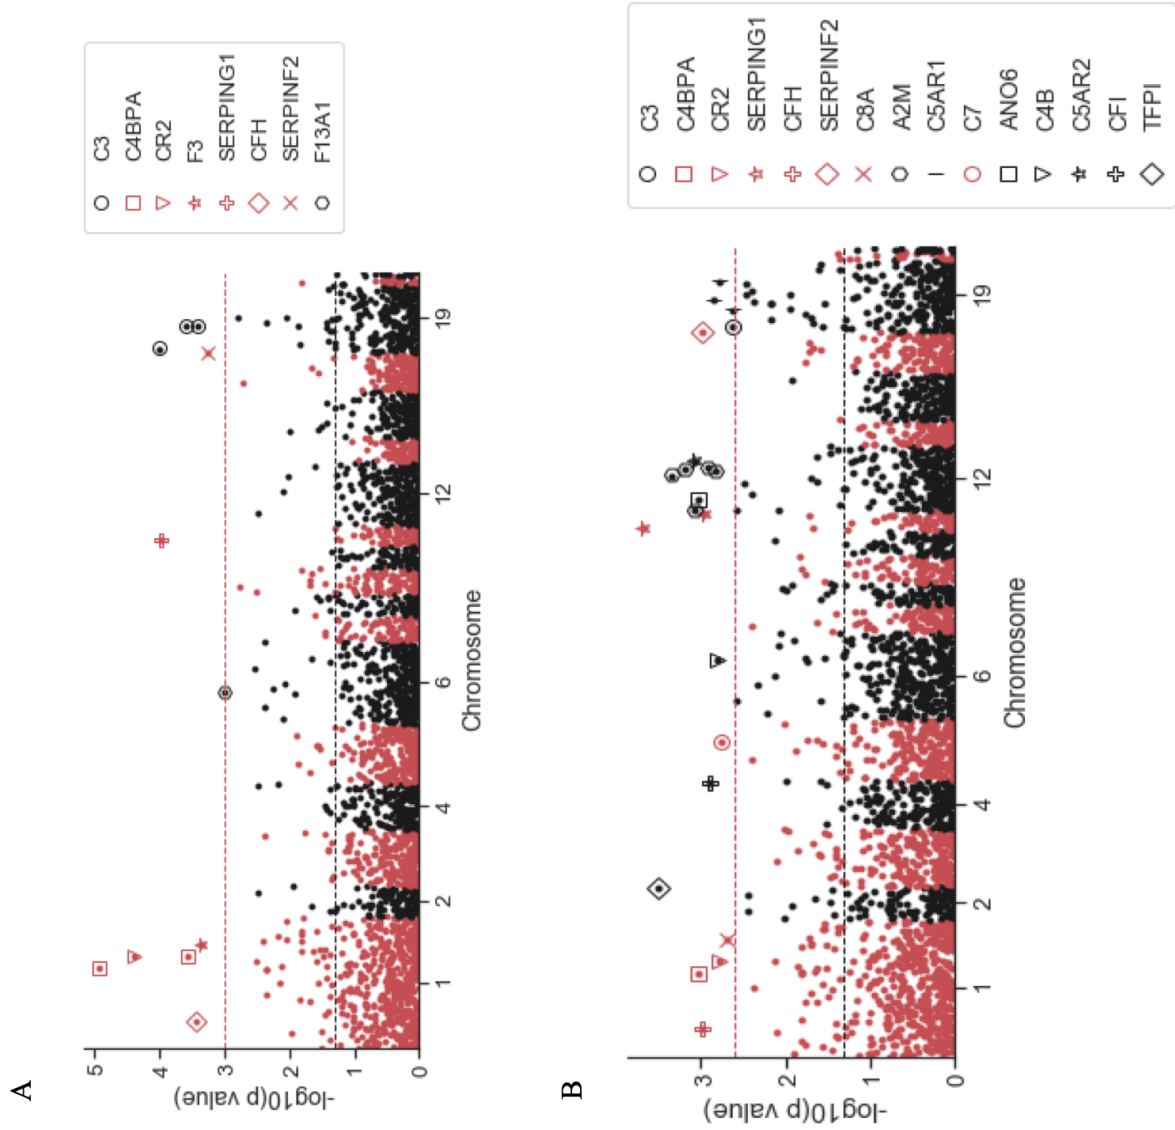 A
C3
C4BPA
CR2
F3
SERPING1
CFH
SERPINF2
F13A1
-log10(p value)
5
4
3
2
1
0
1
2
4
6
12
19
Chromosome
B
C3
C4BPA
CR2
SERPING1
CFH
SERPINF2
C8A
A2M
C5AR1
C7
ANO6
C4B
C5AR2
CFI
TFPI
-log10(p value)
3
2
1
0
1
2
4
6
12
19
Chromosome